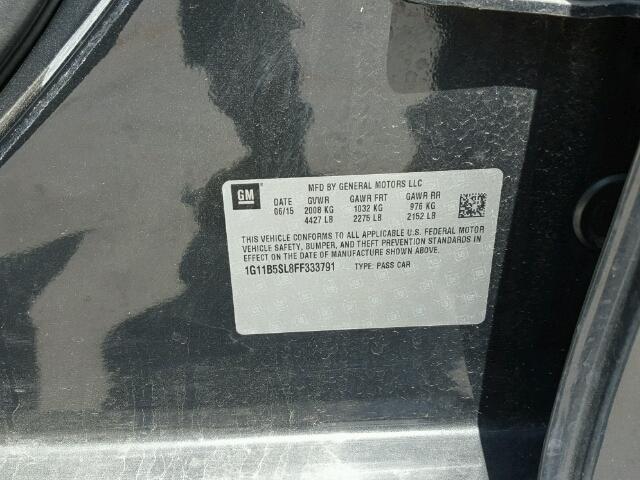 GM
MFD BY GENERAL MOTORS LLC
DATE GVWR GAWR FRT GAWR RR
06/15 2008 KG 1032 KG 976 KG
4427 LB 2275 LB 2152 LB
THIS VEHICLE CONFORMS TO ALL APPLICABLE U.S. FEDERAL MOTOR
VEHICLE SAFETY, BUMPER, AND THEFT PREVENTION STANDARDS
IN EFFECT ON THE DATE OF MANUFACTURE SHOWN ABOVE.
1G11B5SL8FF333791 TYPE: PASS CAR